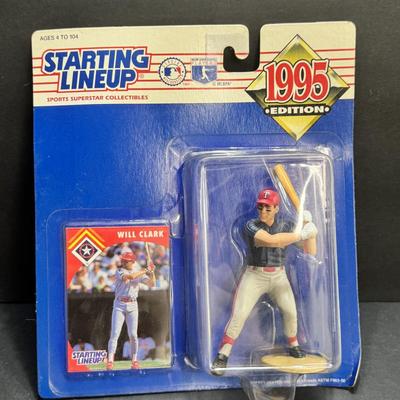 AGES 4 TO 104
STARTING
LINEUP
SPORTS SUPERSTAR COLLECTIBLES
1995
EDITION
WILL CLARK
T
STARTING
LINEUP